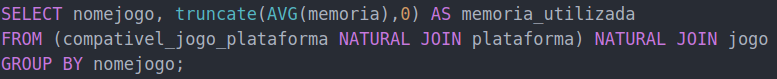 SELECT nomejogo, truncate(AVG(memoria),0) AS memoria_utilizada
FROM (compativel_jogo_plataforma NATURAL JOIN plataforma) NATURAL JOIN jogo
GROUP BY nomejogo;